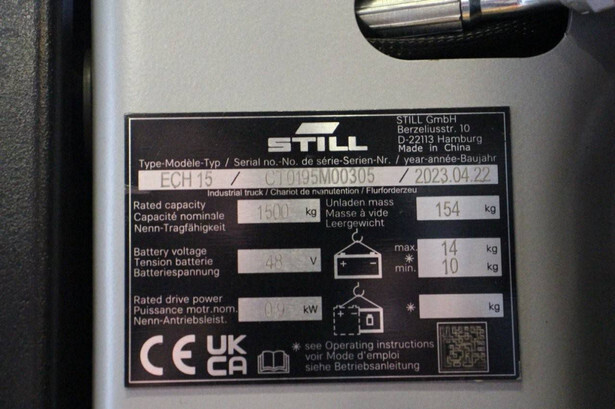 STILL
STILL GmbH
Berzeliusstr. 10
D-22113 Hamburg
Made in China
Type-Modèle-Typ / Serial no.-No. de série-Serien-Nr. / year-année-Baujahr
ECH 15 / CT0195M00305 / 2023.04.22
Industrial truck / Chariot de manutention / Flurförderzeu
Rated capacity
Capacité nominale
Nenn-Tragfähigkeit
1500 kg
Unladen mass
Masse à vide
Leergewicht
154 kg
Battery voltage
Tension batterie
Batteriespannung
48 V
max. 14 kg
*
min. 10 kg
Rated drive power
Puissance motr.nom.
Nenn-Antriebsleist.
kW
* kg
CE UK
CA
* see Operating instructions
voir Mode d'emploi
siehe Betriebsanleitung